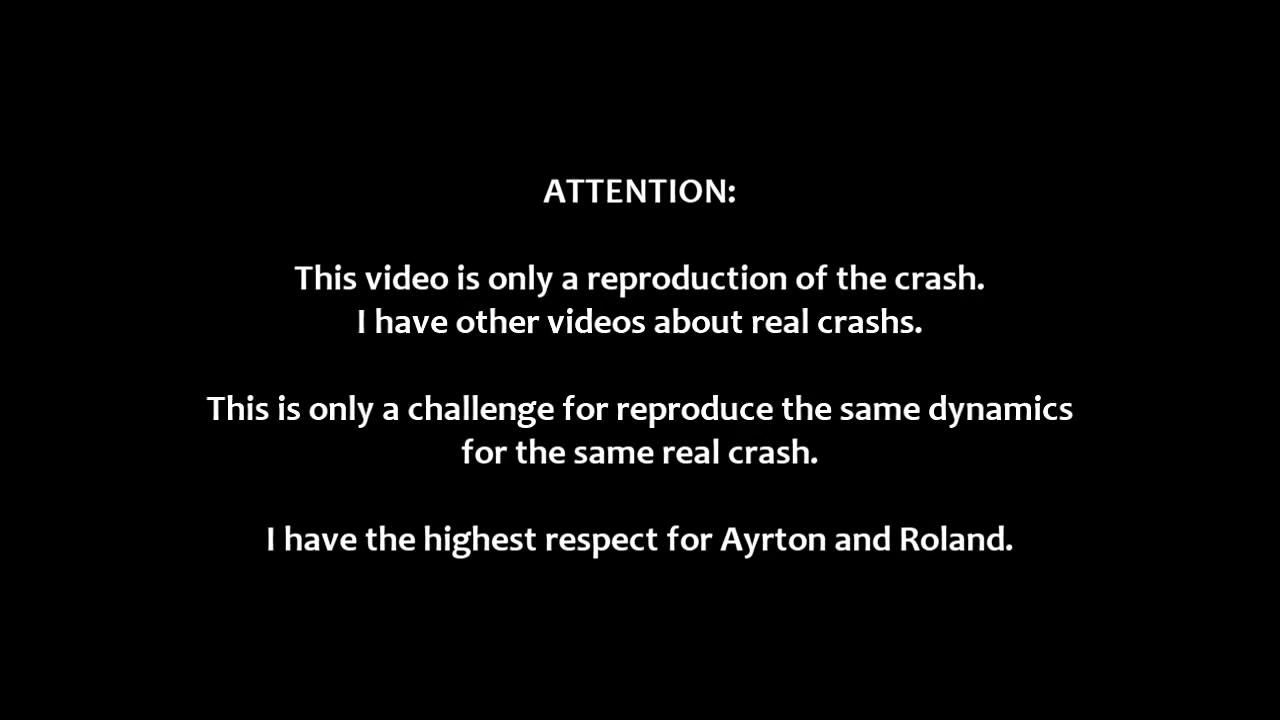 ATTENTION:
This video is only a reproduction of the crash.
I have other videos about real crashs.
This is only a challenge for reproduce the same dynamics
for the same real crash.
I have the highest respect for Ayrton and Roland.